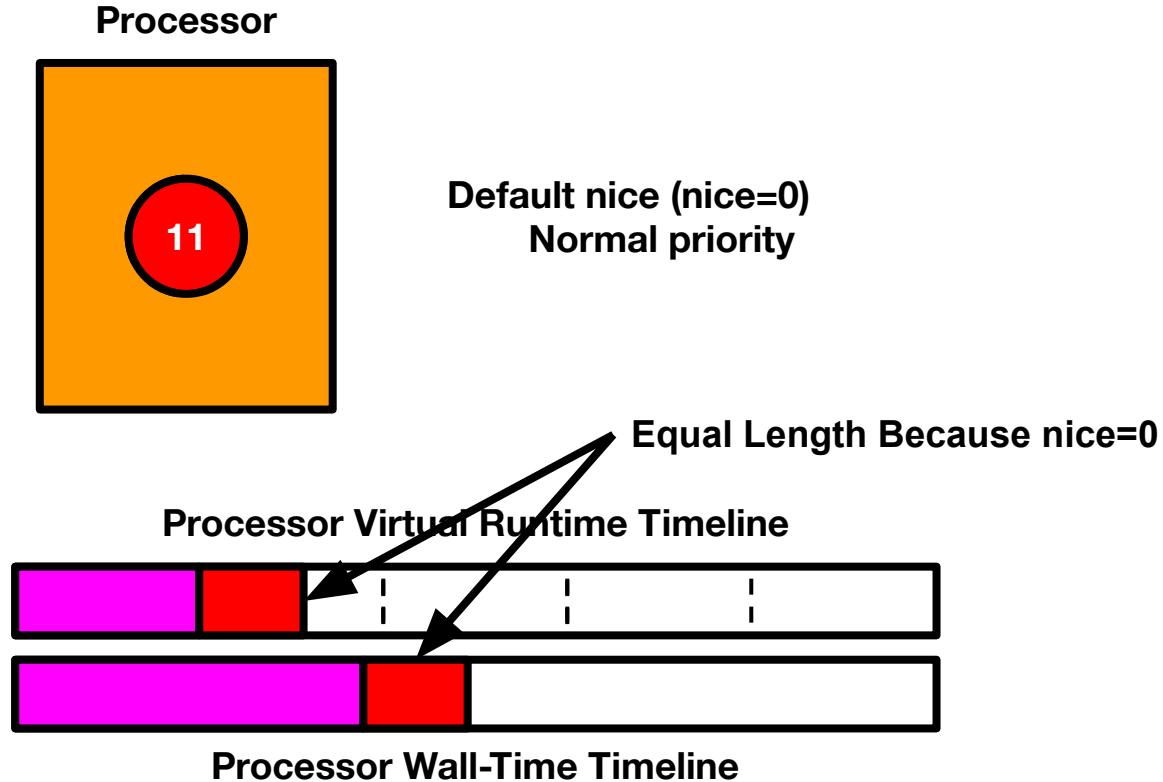 Processor
11
Default nice (nice=0)
Normal priority
Equal Length Because nice=0
Processor Virtual Runtime Timeline
Processor Wall-Time Timeline